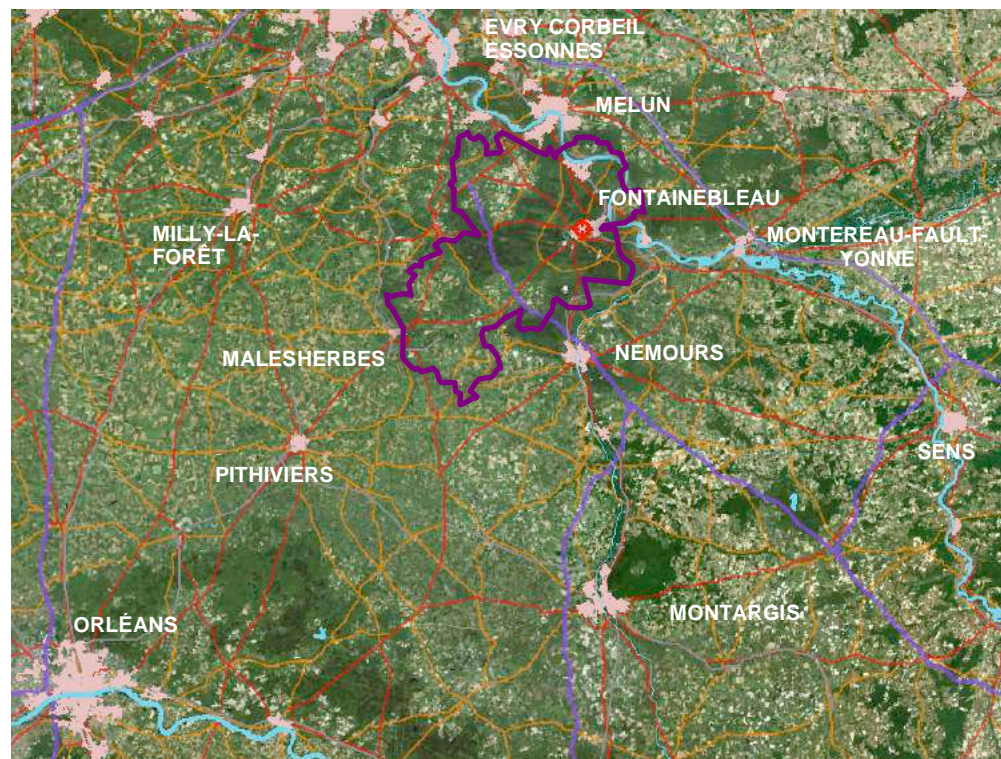 EVRY CORBEIL
ESSONNES
MELUN
FONTAINEBLEAU
MILLY-LA-
FORÊT
MONTEREAU-FAULT-
YONNE
MALESHERBES
NEMOURS
SENS
PITHIVIERS
MONTARGIS
ORLÉANS